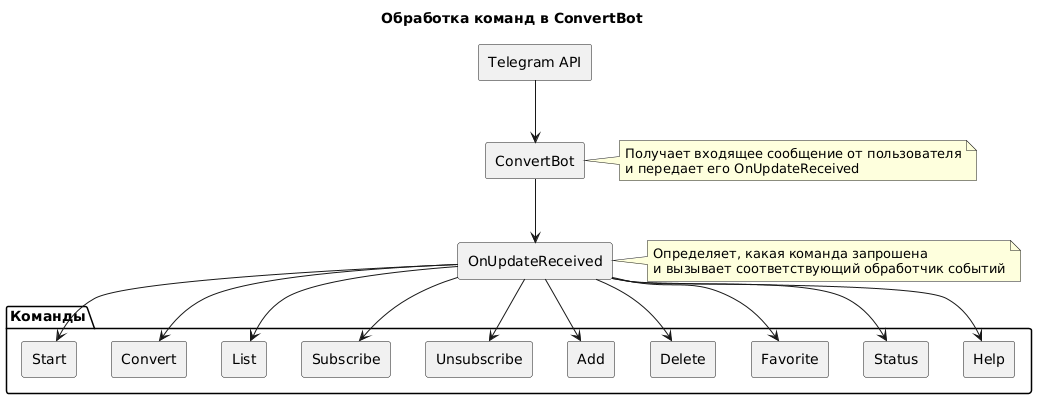 Обработка команд в ConvertBot
Telegram API
ConvertBot
Получает входящее сообщение от пользователя
и передает его OnUpdateReceived
OnUpdateReceived
Определяет, какая команда запрошена
и вызывает соответствующий обработчик событий
Команды
Start
Convert
List
Subscribe
Unsubscribe
Add
Delete
Favorite
Status
Help